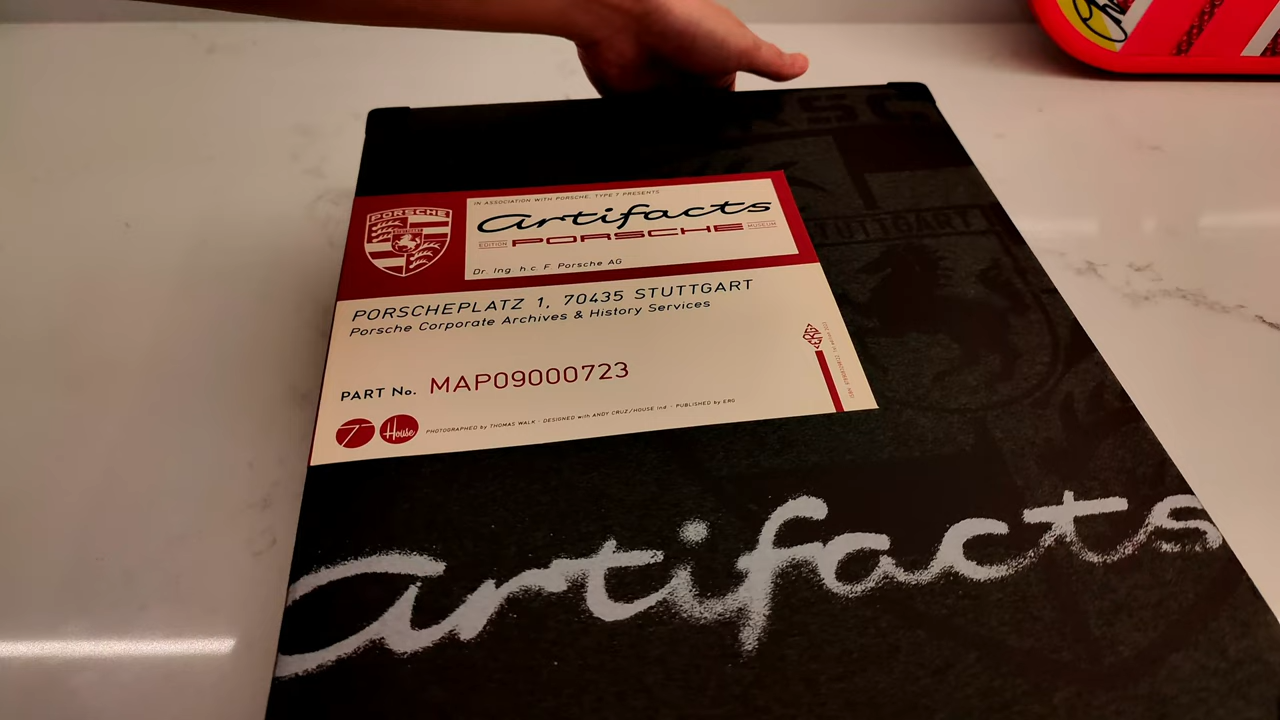 RSC
IN ASSOCIATION WITH PORSCHE, TYPE 7 PRESENTS
PORSCHE
artifacts
EDITION PORSCHE MUSEUM
Dr. Ing. h.c. F. Porsche AG
STUTTGART
PORSCHEPLATZ 1, 70435 STUTTGART
Porsche Corporate Archives & History Services
ERG
PART No. MAP09000723
7 House PHOTOGRAPHED by THOMAS WALK - DESIGNED with ANDY CRUZ/HOUSE Ind - PUBLISHED by ERG
artifacts